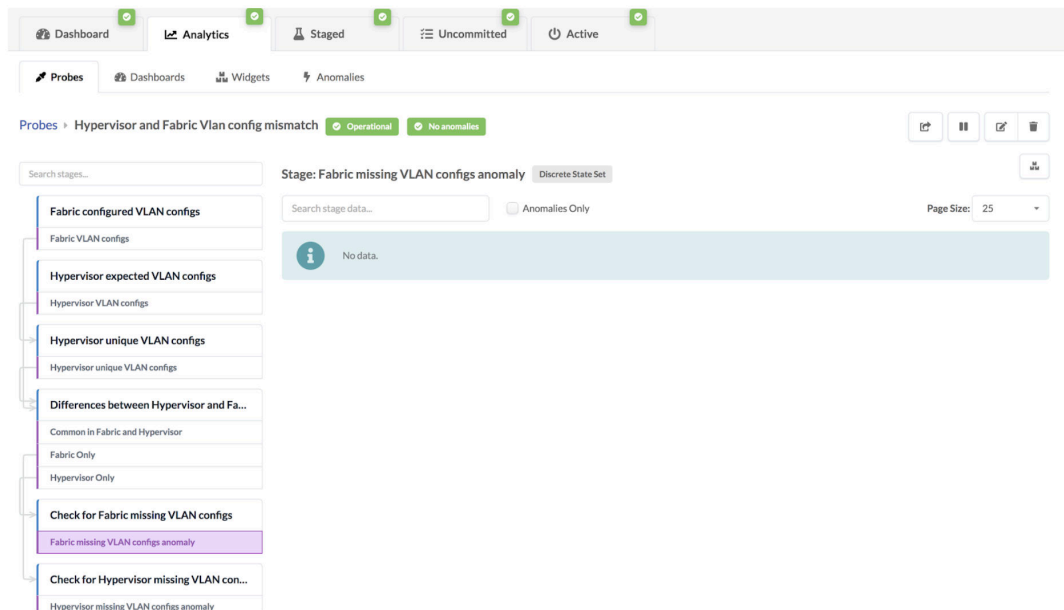 Dashboard
Analytics
Staged
Uncommitted
Active
Probes
Dashboards
Widgets
Anomalies
Probes
Hypervisor and Fabric Vlan config mismatch
Operational
No anomalies
Search stages...
Stage: Fabric missing VLAN configs anomaly
Discrete State Set
Fabric configured VLAN configs
Search stage data...
Anomalies Only
Page Size:
25
Fabric VLAN configs
No data.
Hypervisor expected VLAN configs
Hypervisor VLAN configs
Hypervisor unique VLAN configs
Hypervisor unique VLAN configs
Differences between Hypervisor and Fa...
Common in Fabric and Hypervisor
Fabric Only
Hypervisor Only
Check for Fabric missing VLAN configs
Fabric missing VLAN configs anomaly
Check for Hypervisor missing VLAN con...
Hypervisor missing VLAN configs anomaly